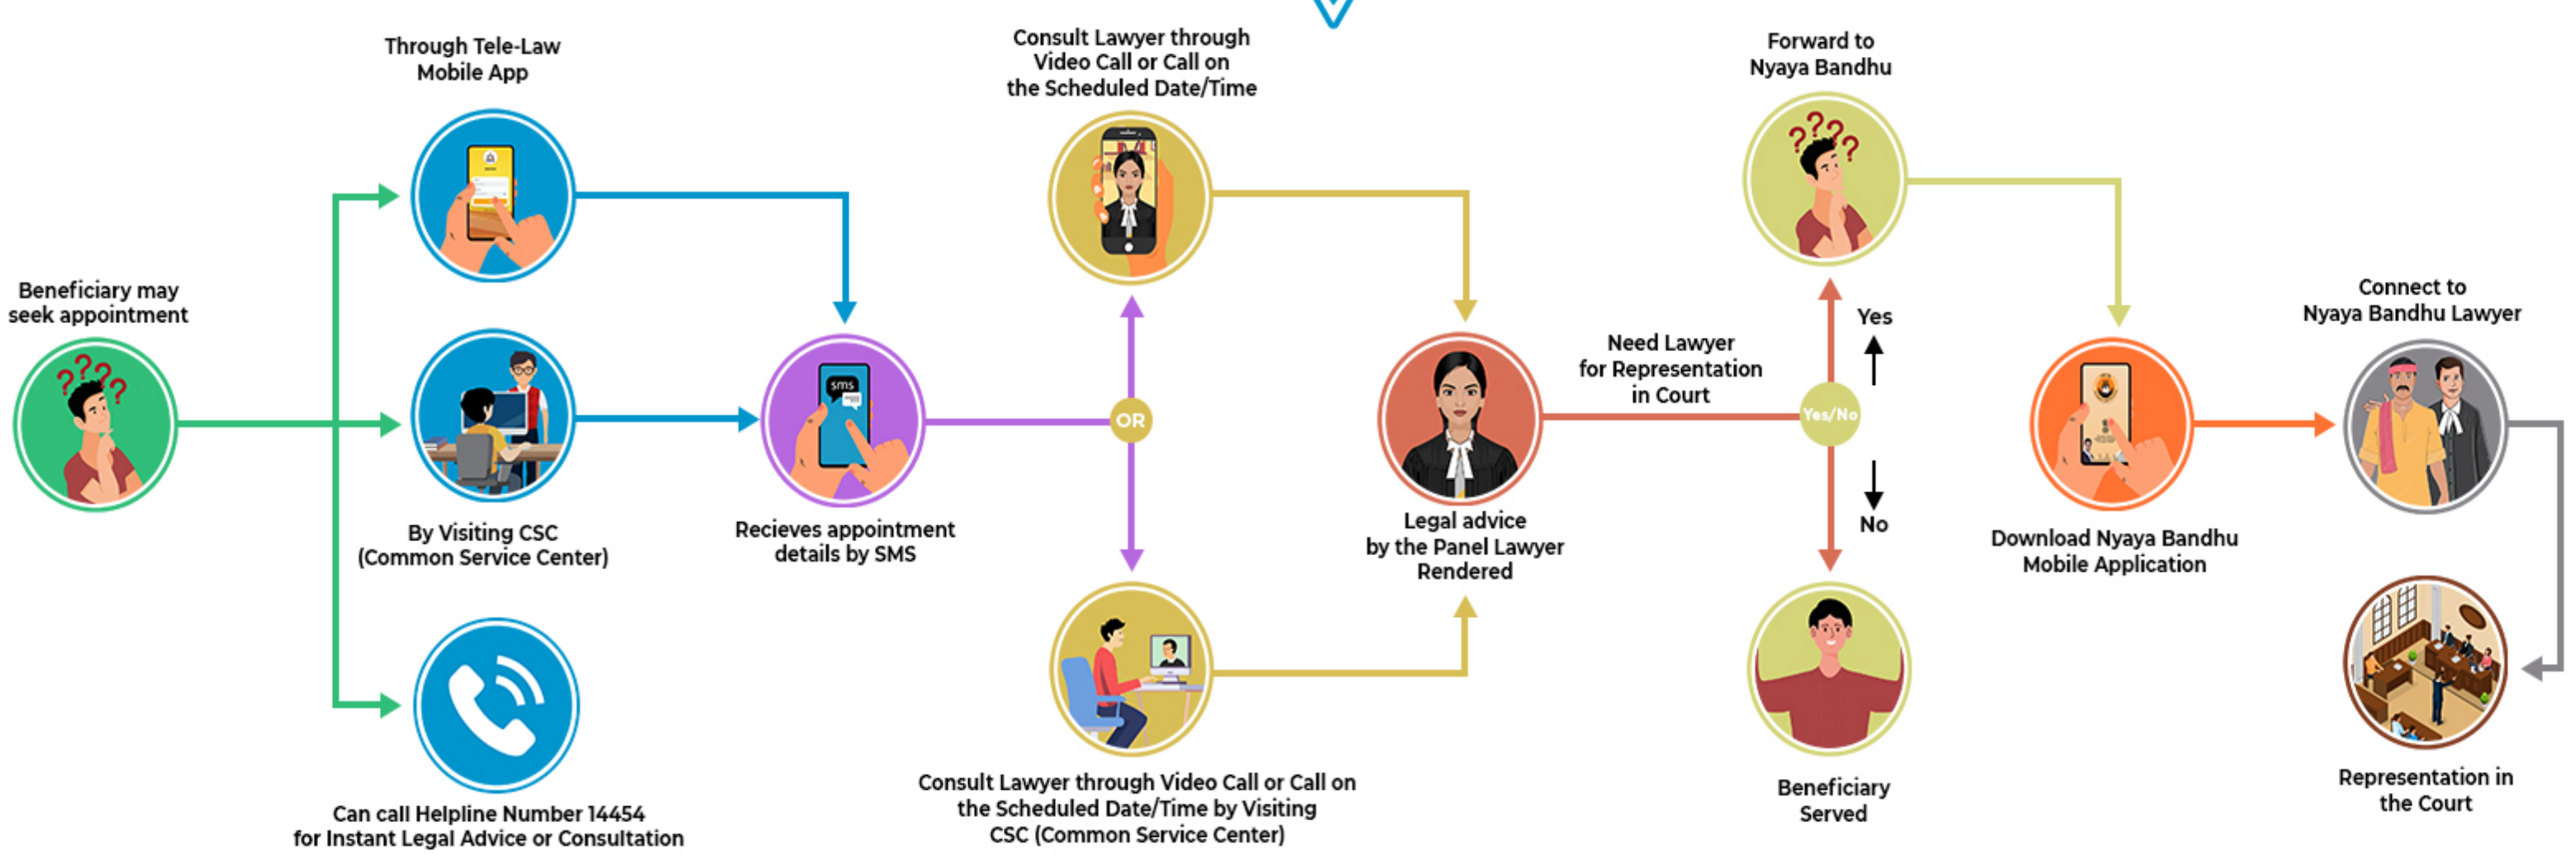 Through Tele-Law
Mobile App
Beneficiary may
seek appointment
By Visiting CSC
(Common Service Center)
Can call Helpline Number 14454
for Instant Legal Advice or Consultation
sms
Recieves appointment
details by SMS
OR
Consult Lawyer through
Video Call or Call on
the Scheduled Date/Time
Consult Lawyer through Video Call or Call on
the Scheduled Date/Time by Visiting
CSC (Common Service Center)
Legal advice
by the Panel Lawyer
Rendered
Need Lawyer
for Representation
in Court
Yes/No
Yes
No
Forward to
Nyaya Bandhu
Beneficiary
Served
Download Nyaya Bandhu
Mobile Application
Connect to
Nyaya Bandhu Lawyer
Representation in
the Court